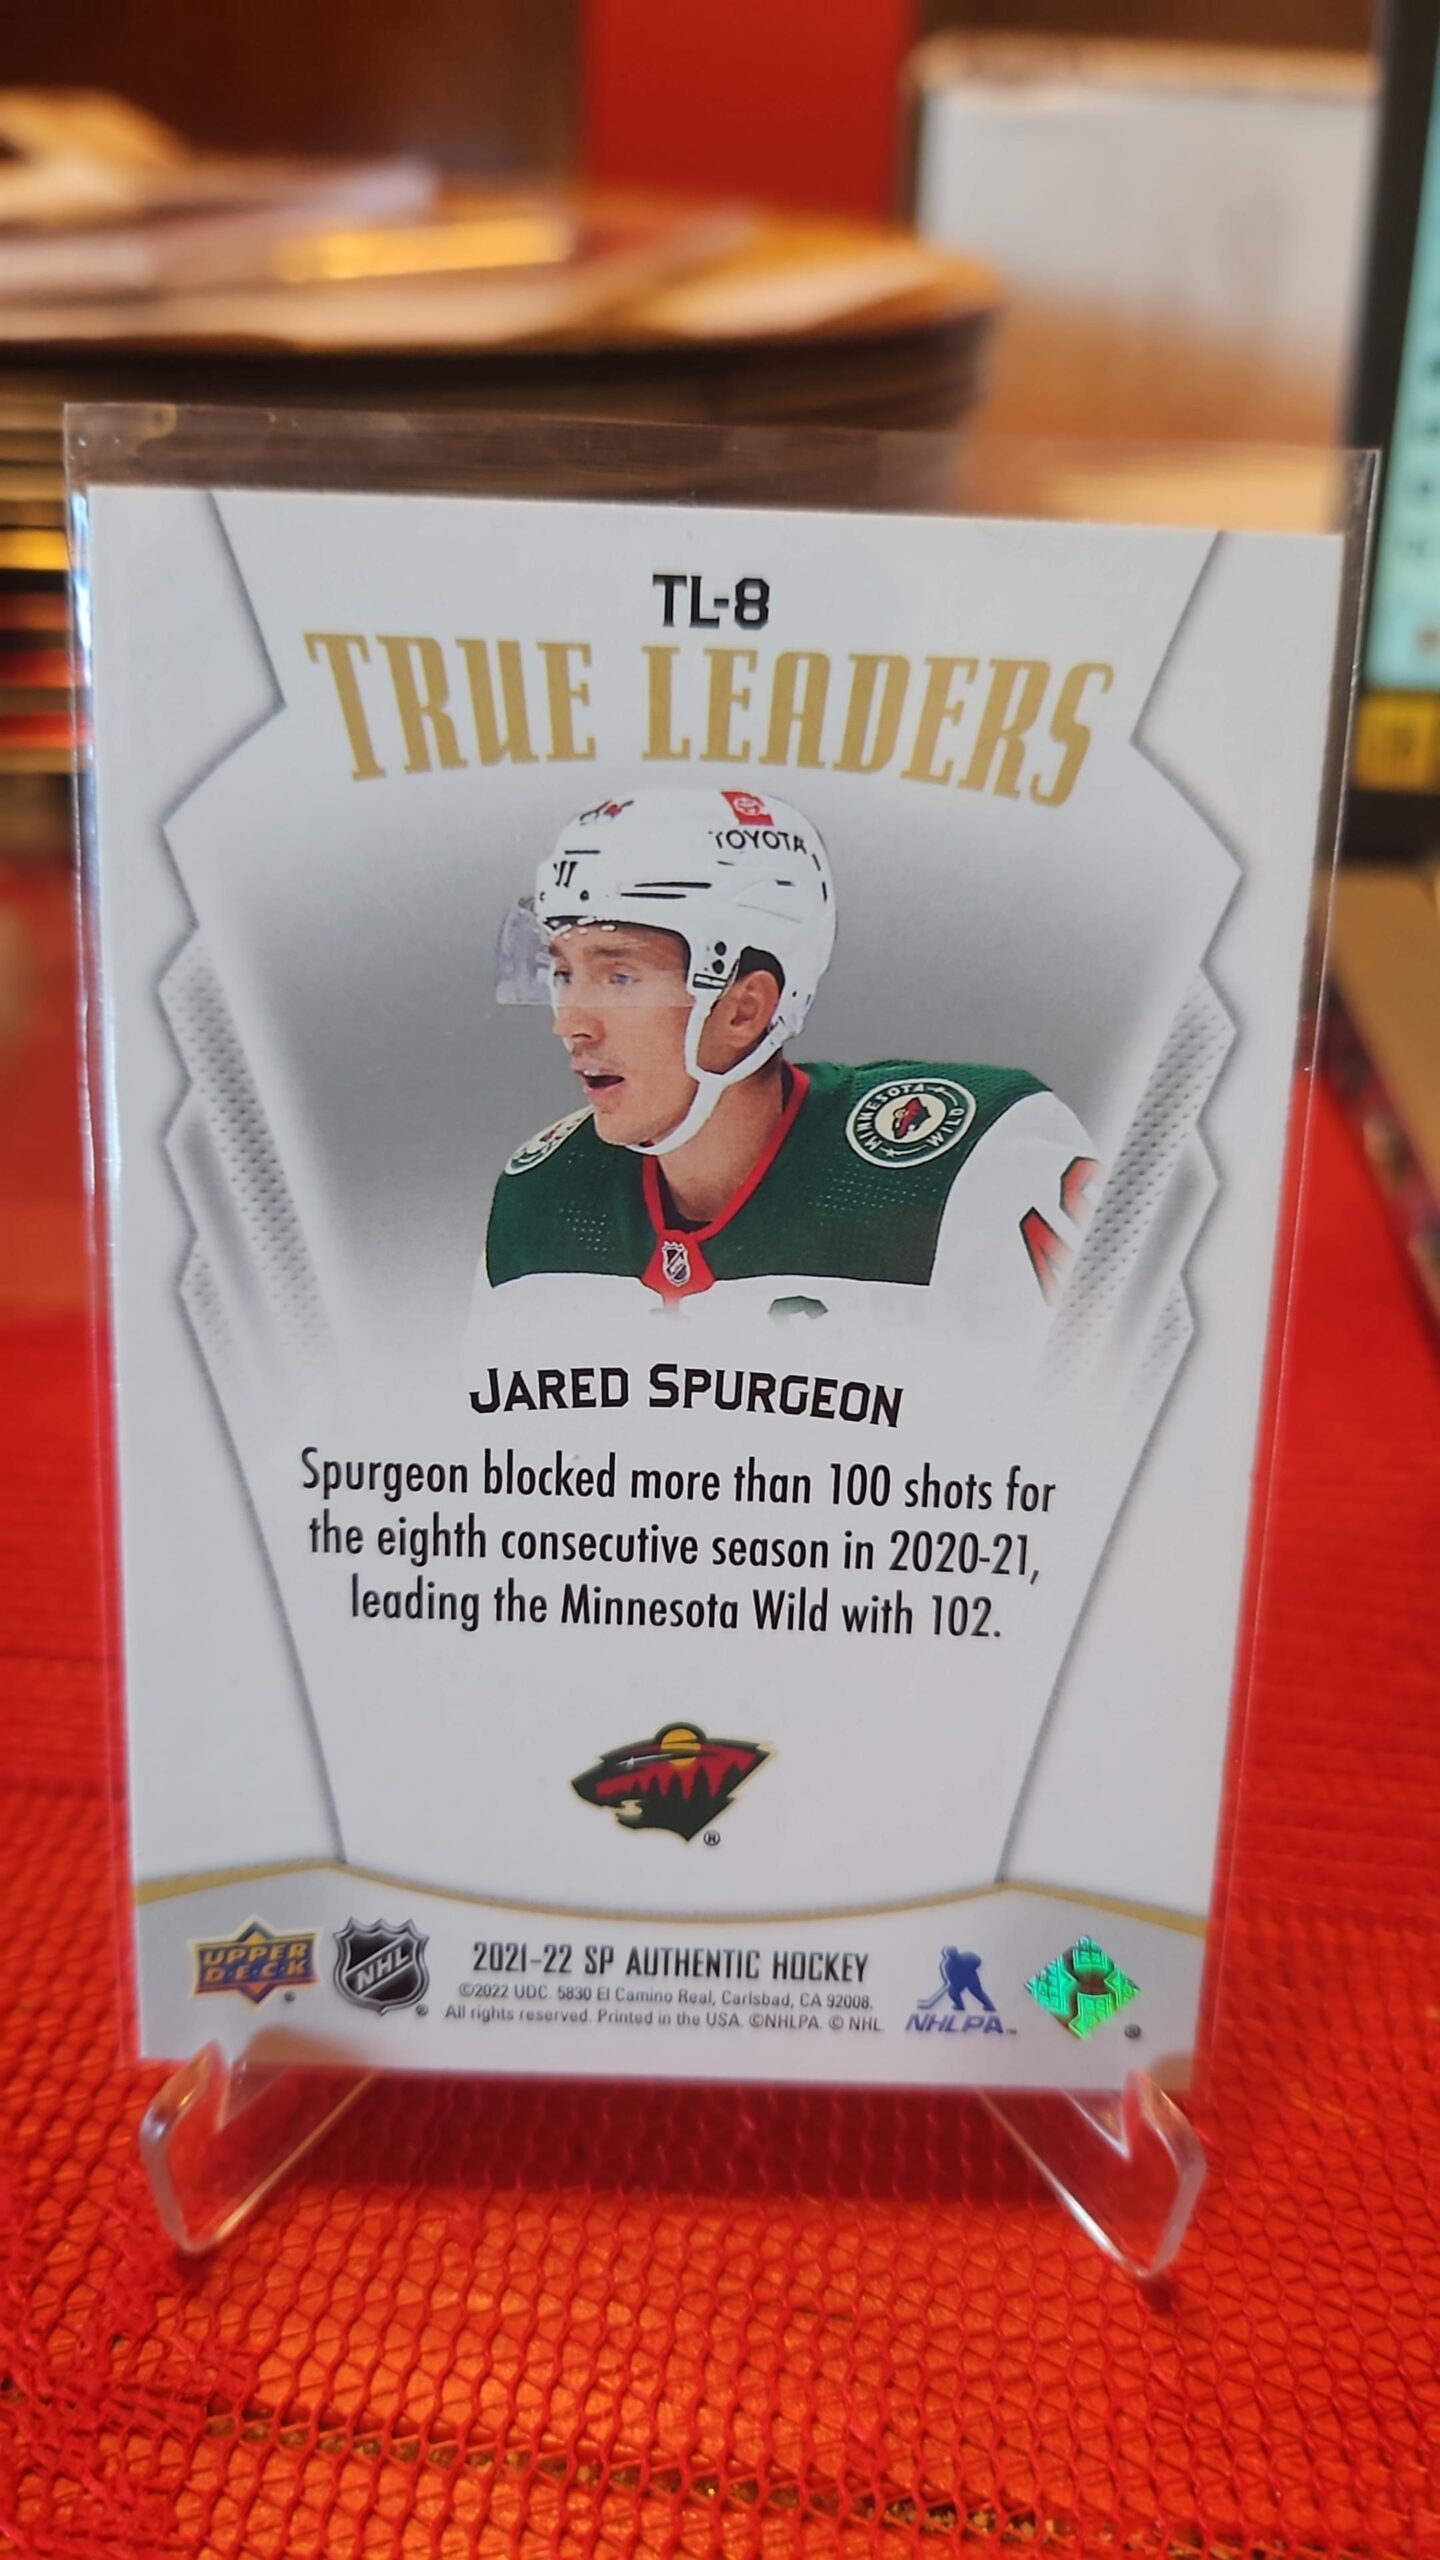 TL-8
TRUE LEADERS
TOYOTA
MINNESOTA WILD
JARED SPURGEON
Spurgeon blocked more than 100 shots for
the eighth consecutive season in 2020-21,
leading the Minnesota Wild with 102.
®
UPPER DECK
NHL
2021-22 SP AUTHENTIC HOCKEY
©2022 UDC. 5830 El Camino Real, Carlsbad, CA 92008.
All rights reserved. Printed in the USA. ©NHLPA. © NHL
NHLPA™